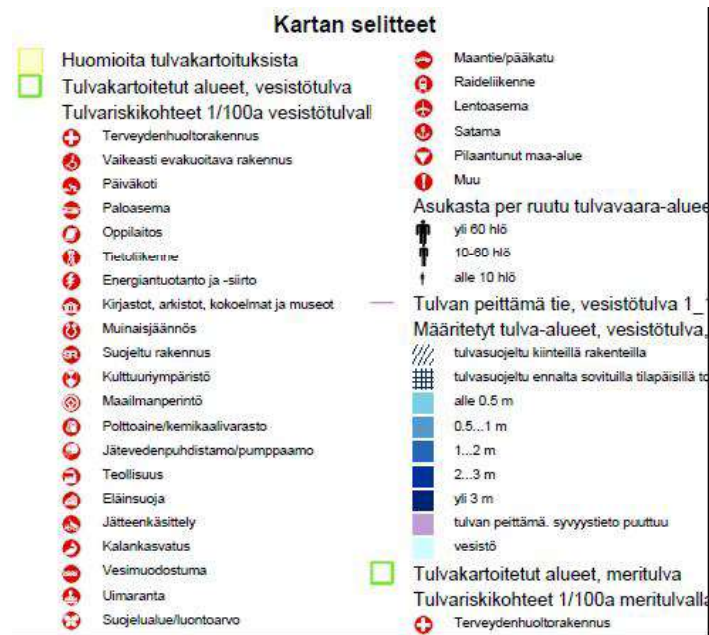 Kartan selitteet
Huomioita tulvakartoituksista
Tulvakartoitetut alueet, vesistötulva
Tulvariskikohteet 1/100a vesistötulvall
Terveydenhuoltorakennus
Vaikeasti evakuoitava rakennus
Päiväkoti
Paloasema
Oppilaitos
Tietoliikenne
Energiantuotanto ja -siirto
Kirjastot, arkistot, kokoelmat ja museot
Muinaisjäännös
SR Suojeltu rakennus
Kulttuuriympäristö
Maailmanperintö
Polttoaine/kemikaalivarasto
Jätevedenpuhdistamo/pumppaamo
Teollisuus
Eläinsuoja
Jätteenkäsittely
Kalankasvatus
Vesimuodostuma
Uimaranta
Suojelualue/luontoarvo
Maantie/pääkatu
Raideliikenne
Lentoasema
Satama
Pilaantunut maa-alue
Muu
Asukasta per ruutu tulvavaara-aluee
yli 60 hlö
10-60 hlö
alle 10 hlö
Tulvan peittämä tie, vesistötulva 1_
Määritetyt tulva-alueet, vesistötulva,
tulvasuojeltu kiinteillä rakenteilla
tulvasuojeltu ennalta sovituilla tilapäisillä
alle 0.5 m
0.5...1 m
1...2 m
2...3 m
yli 3 m
tulvan peittämä. syvyystieto puuttuu
vesistö
Tulvakartoitetut alueet, meritulva
Tulvariskikohteet 1/100a meritulvalla
Terveydenhuoltorakennus